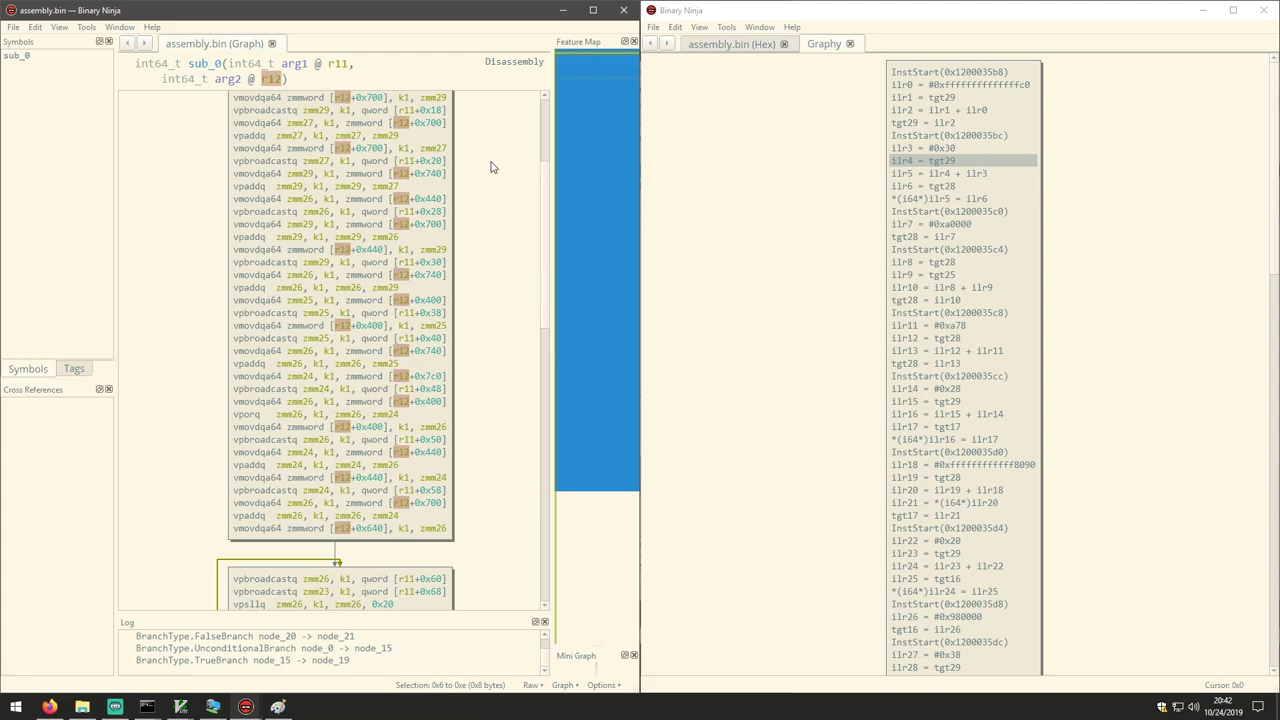 assembly.bin — Binary Ninja
File Edit View Tools Window Help
Symbols
sub_0
assembly.bin (Graph)
int64_t sub_0(int64_t arg1 @ r11,
int64_t arg2 @ r12)
Disassembly
vmovdqa64 zmmword [r12+0x700], k1, zmm29
vpbroadcastq zmm29, k1, qword [r11+0x18]
vmovdqa64 zmm27, k1, zmmword [r12+0x700]
vpaddq zmm27, k1, zmm27, zmm29
vmovdqa64 zmmword [r12+0x700], k1, zmm27
vpbroadcastq zmm27, k1, qword [r11+0x20]
vmovdqa64 zmm29, k1, zmmword [r12+0x740]
vpaddq zmm29, k1, zmm29, zmm27
vmovdqa64 zmmword [r12+0x440], k1, zmm26
vpbroadcastq zmm26, k1, qword [r11+0x28]
vmovdqa64 zmm29, k1, zmmword [r12+0x700]
vpaddq zmm29, k1, zmm29, zmm26
vmovdqa64 zmmword [r12+0x440], k1, zmm29
vpbroadcastq zmm29, k1, qword [r11+0x30]
vmovdqa64 zmm26, k1, zmmword [r12+0x740]
vpaddq zmm26, k1, zmm26, zmm29
vmovdqa64 zmm25, k1, zmmword [r12+0x400]
vpbroadcastq zmm25, k1, qword [r11+0x38]
vmovdqa64 zmmword [r12+0x400], k1, zmm25
vpbroadcastq zmm25, k1, qword [r11+0x40]
vmovdqa64 zmm26, k1, zmmword [r12+0x740]
vpaddq zmm26, k1, zmm26, zmm25
vmovdqa64 zmm24, k1, zmmword [r12+0x7c0]
vpbroadcastq zmm24, k1, qword [r11+0x48]
vmovdqa64 zmm26, k1, zmmword [r12+0x400]
vporq zmm26, k1, zmm26, zmm24
vmovdqa64 zmmword [r12+0x400], k1, zmm26
vpbroadcastq zmm26, k1, qword [r11+0x50]
vmovdqa64 zmm24, k1, zmmword [r12+0x440]
vpaddq zmm24, k1, zmm24, zmm26
vmovdqa64 zmmword [r12+0x440], k1, zmm24
vpbroadcastq zmm24, k1, qword [r11+0x58]
vmovdqa64 zmm26, k1, zmmword [r12+0x700]
vpaddq zmm26, k1, zmm26, zmm24
vmovdqa64 zmmword [r12+0x640], k1, zmm26
vpbroadcastq zmm26, k1, qword [r11+0x60]
vpbroadcastq zmm23, k1, qword [r11+0x68]
vpsllq zmm26, k1, zmm26, 0x20
Symbols Tags
Cross References
Log
BranchType.FalseBranch node_20 -> node_21
BranchType.UnconditionalBranch node_0 -> node_15
BranchType.TrueBranch node_15 -> node_19
Selection: 0x6 to 0xe (0x8 bytes) Raw Graph Options
Feature Map
Mini Graph
Binary Ninja
File Edit View Tools Window Help
assembly.bin (Hex) Graphy
InstStart(0x1200035b8)
ilr0 = #0xffffffffffffffc0
ilr1 = tgt29
ilr2 = ilr1 + ilr0
tgt29 = ilr2
InstStart(0x1200035bc)
ilr3 = #0x30
ilr4 = tgt29
ilr5 = ilr4 + ilr3
ilr6 = tgt28
*(i64*)ilr5 = ilr6
InstStart(0x1200035c0)
ilr7 = #0xa0000
tgt28 = ilr7
InstStart(0x1200035c4)
ilr8 = tgt28
ilr9 = tgt25
ilr10 = ilr8 + ilr9
tgt28 = ilr10
InstStart(0x1200035c8)
ilr11 = #0xa78
ilr12 = tgt28
ilr13 = ilr12 + ilr11
tgt28 = ilr13
InstStart(0x1200035cc)
ilr14 = #0x28
ilr15 = tgt29
ilr16 = ilr15 + ilr14
ilr17 = tgt17
*(i64*)ilr16 = ilr17
InstStart(0x1200035d0)
ilr18 = #0xffffffffffff8090
ilr19 = tgt28
ilr20 = ilr19 + ilr18
ilr21 = *(i64*)ilr20
tgt17 = ilr21
InstStart(0x1200035d4)
ilr22 = #0x20
ilr23 = tgt29
ilr24 = ilr23 + ilr22
ilr25 = tgt16
*(i64*)ilr24 = ilr25
InstStart(0x1200035d8)
ilr26 = #0x980000
tgt16 = ilr26
InstStart(0x1200035dc)
ilr27 = #0x38
ilr28 = tgt29
Cursor: 0x0
20:42
10/24/2019